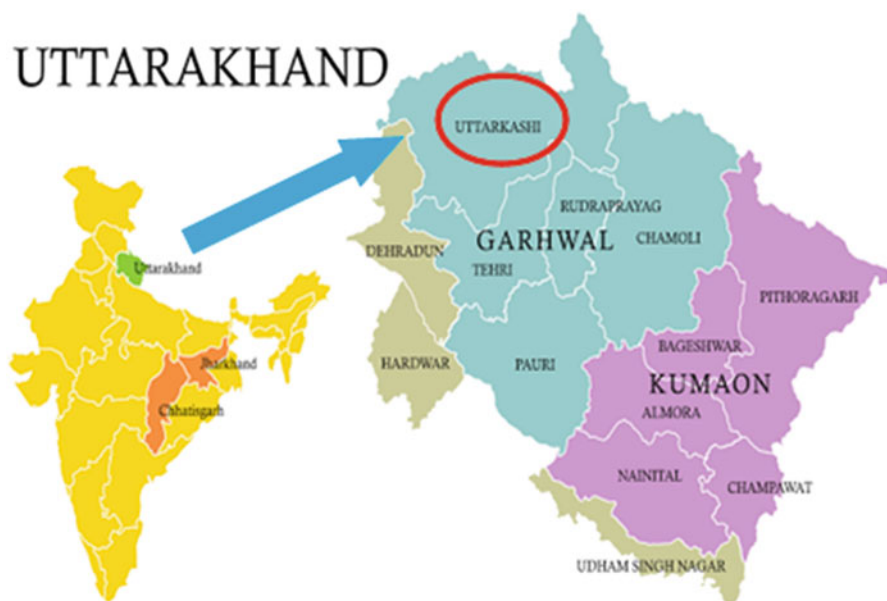 UTTARAKHAND
Uttarakhand
Jharkhand
Chhatisgarh
UTTARKASHI
RUDRAPRAYAG
GARHWAL
CHAMOLI
DEHRADUN
TEHRI
PITHORAGARH
HARDWAR
PAURI
BAGESHWAR
KUMAON
ALMORA
NAINITAL
CHAMPAWAT
UDHAM SINGH NAGAR